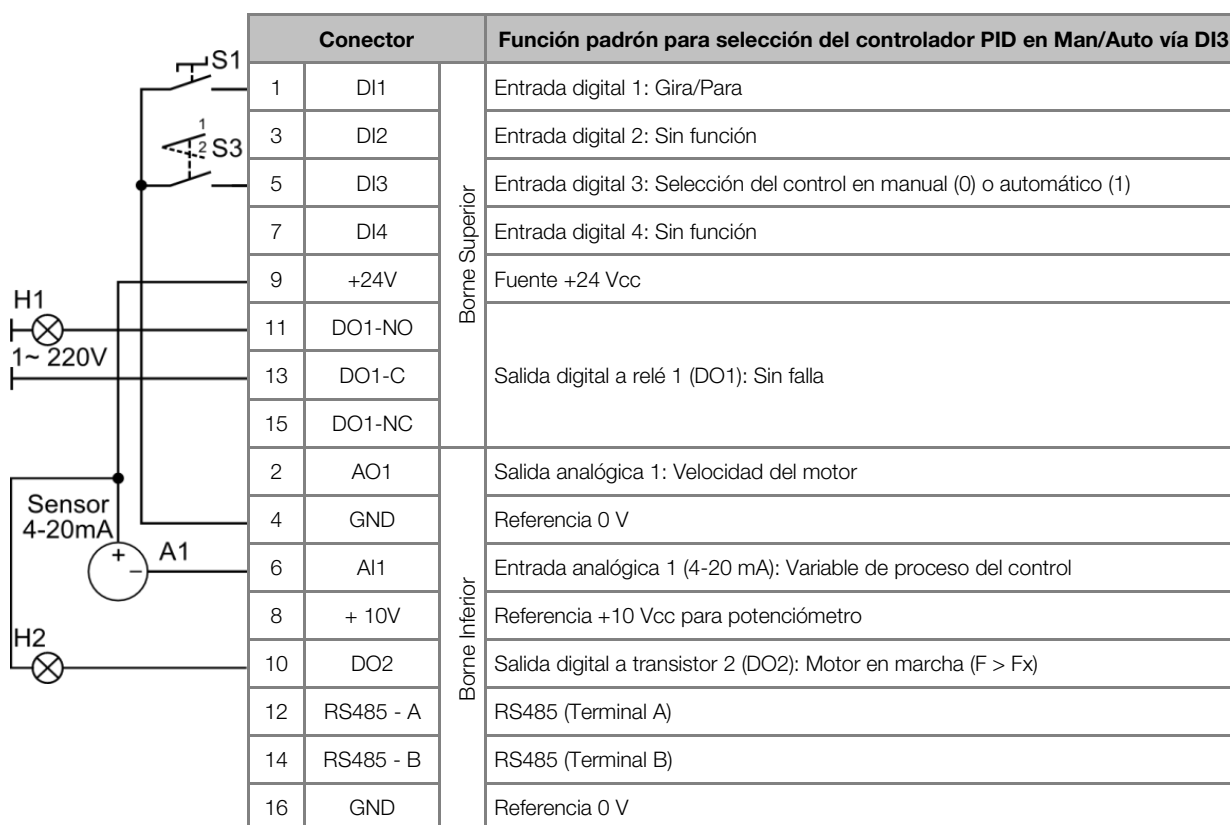 Conector Función padrón para selección del controlador PID en Man/Auto vía DI3
S1
1 DI1 Entrada digital 1: Gira/Para
1
2 S3
3 DI2 Entrada digital 2: Sin función
5 DI3 Entrada digital 3: Selección del control en manual (0) o automático (1)
7 DI4 Entrada digital 4: Sin función
Borne Superior
9 +24V Fuente +24 Vcc
H1
11 DO1-NO
1~ 220V
13 DO1-C Salida digital a relé 1 (DO1): Sin falla
15 DO1-NC
2 AO1 Salida analógica 1: Velocidad del motor
Sensor
4-20mA
4 GND Referencia 0 V
+ − A1
6 AI1 Entrada analógica 1 (4-20 mA): Variable de proceso del control
Borne Inferior
8 + 10V Referencia +10 Vcc para potenciómetro
H2
10 DO2 Salida digital a transistor 2 (DO2): Motor en marcha (F > Fx)
12 RS485 - A RS485 (Terminal A)
14 RS485 - B RS485 (Terminal B)
16 GND Referencia 0 V